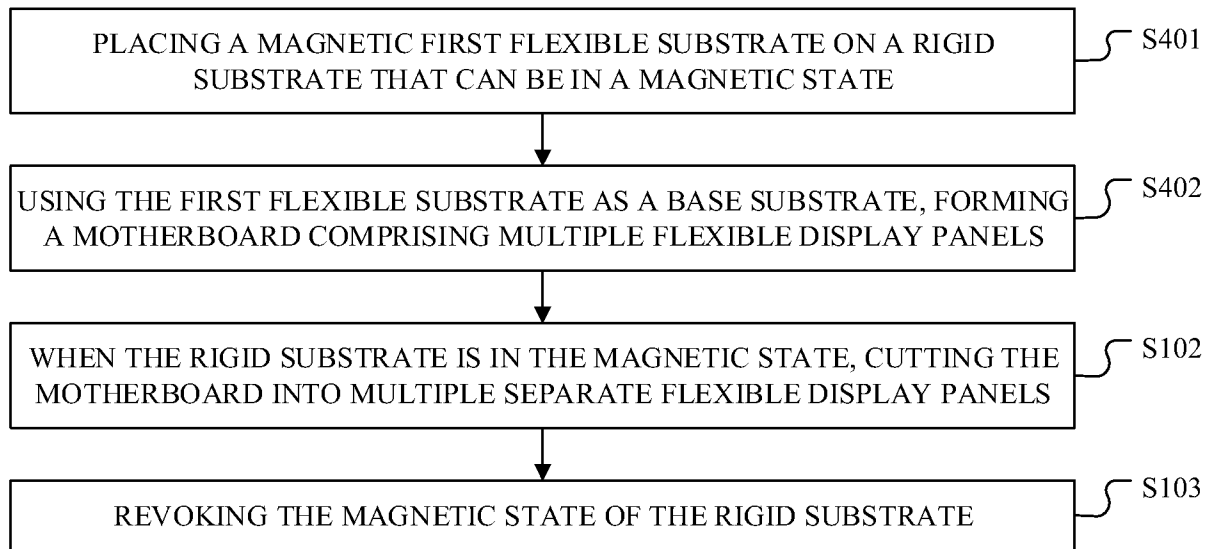 PLACING A MAGNETIC FIRST FLEXIBLE SUBSTRATE ON A RIGID
SUBSTRATE THAT CAN BE IN A MAGNETIC STATE
S401
USING THE FIRST FLEXIBLE SUBSTRATE AS A BASE SUBSTRATE, FORMING
A MOTHERBOARD COMPRISING MULTIPLE FLEXIBLE DISPLAY PANELS
S402
WHEN THE RIGID SUBSTRATE IS IN THE MAGNETIC STATE, CUTTING THE
MOTHERBOARD INTO MULTIPLE SEPARATE FLEXIBLE DISPLAY PANELS
S102
REVOKING THE MAGNETIC STATE OF THE RIGID SUBSTRATE
S103